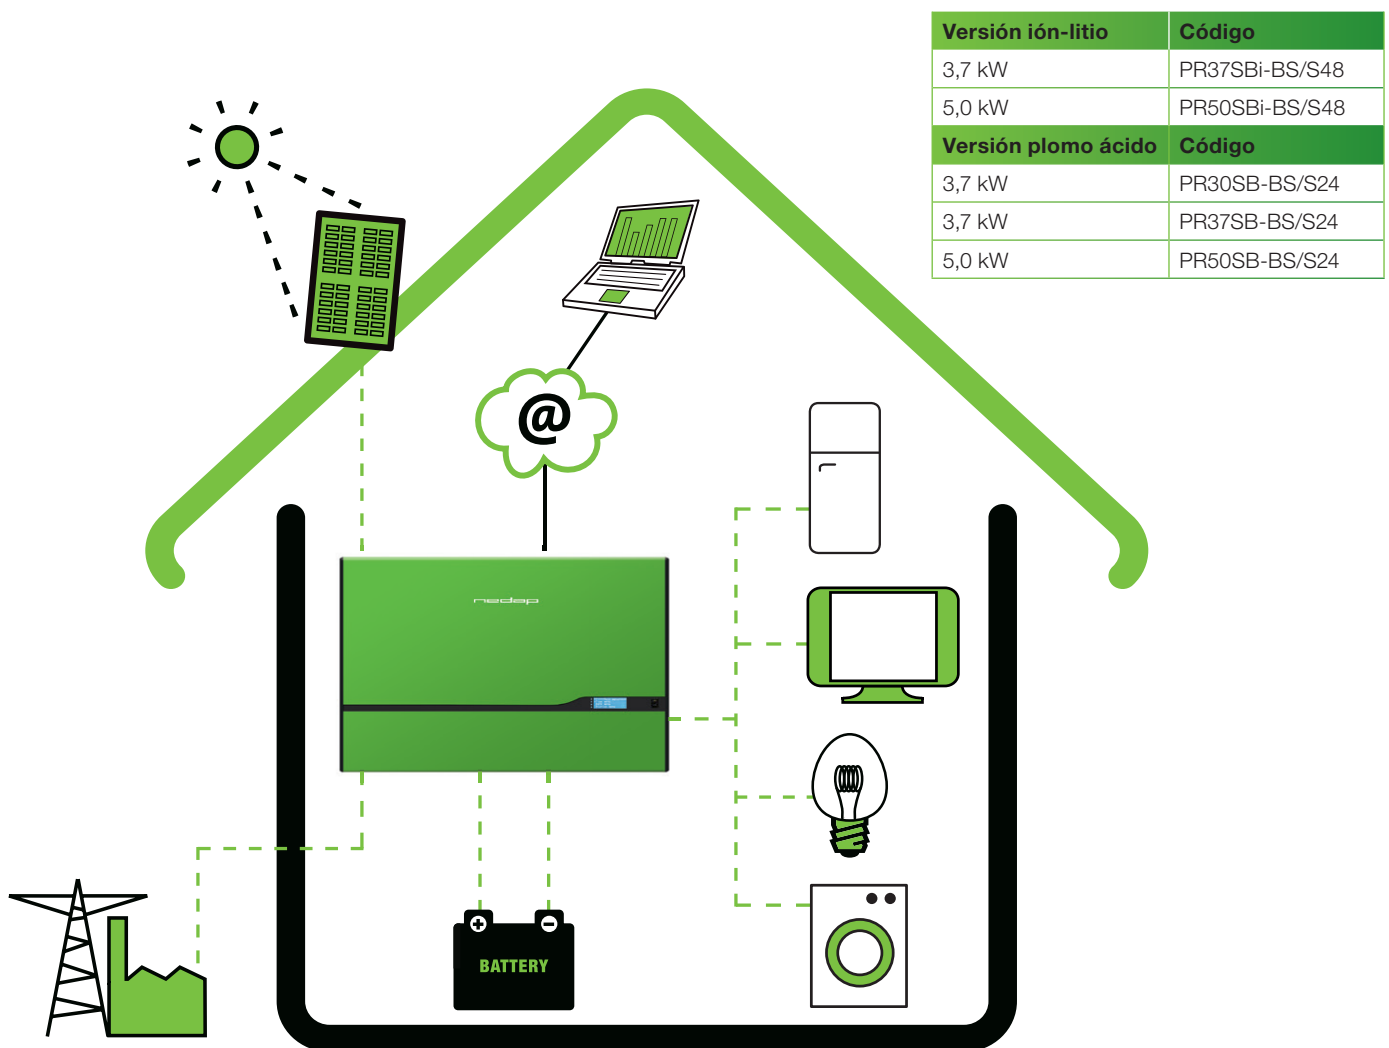 Versión ión-litio Código
3,7 kW PR37SBi-BS/S48
5,0 kW PR50SBi-BS/S48
Versión plomo ácido Código
3,7 kW PR30SB-BS/S24
3,7 kW PR37SB-BS/S24
5,0 kW PR50SB-BS/S24
@
nedap
+ −
BATTERY